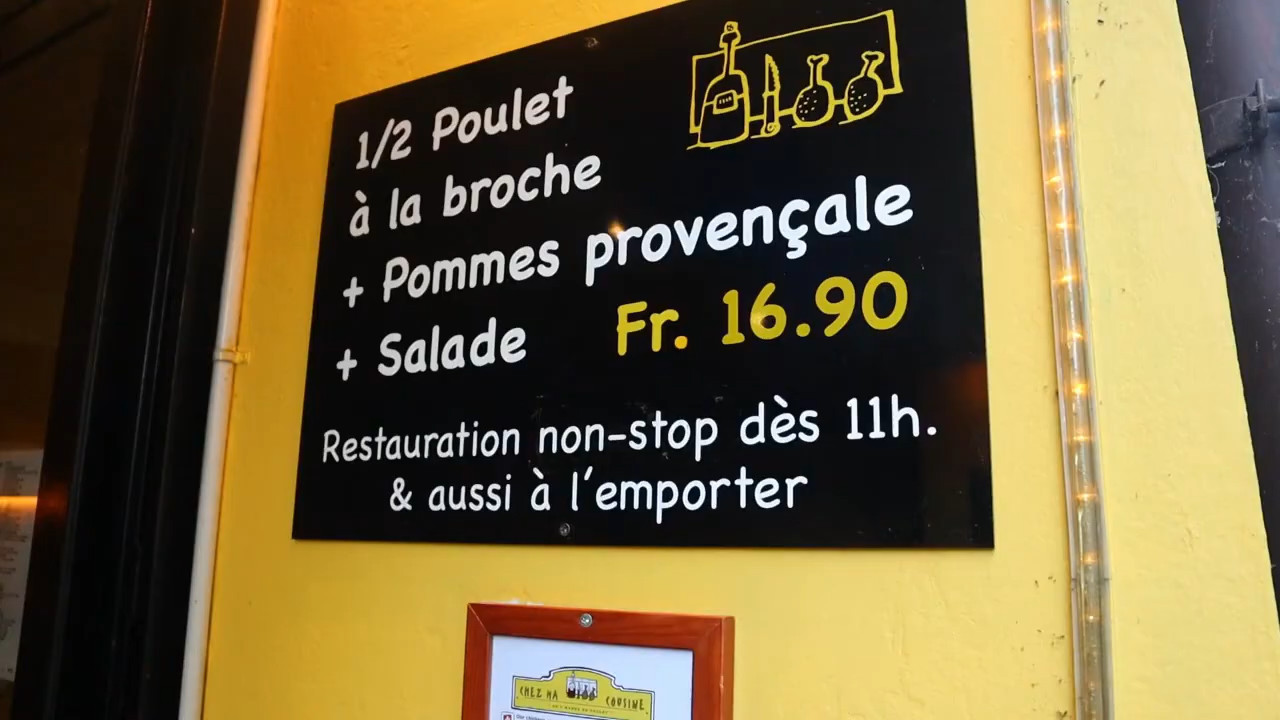 1/2 Poulet
à la broche
+ Pommes provençale
+ Salade Fr. 16.90
Restauration non-stop dès 11h.
& aussi à l'emporter
CHEZ MA COUSINE